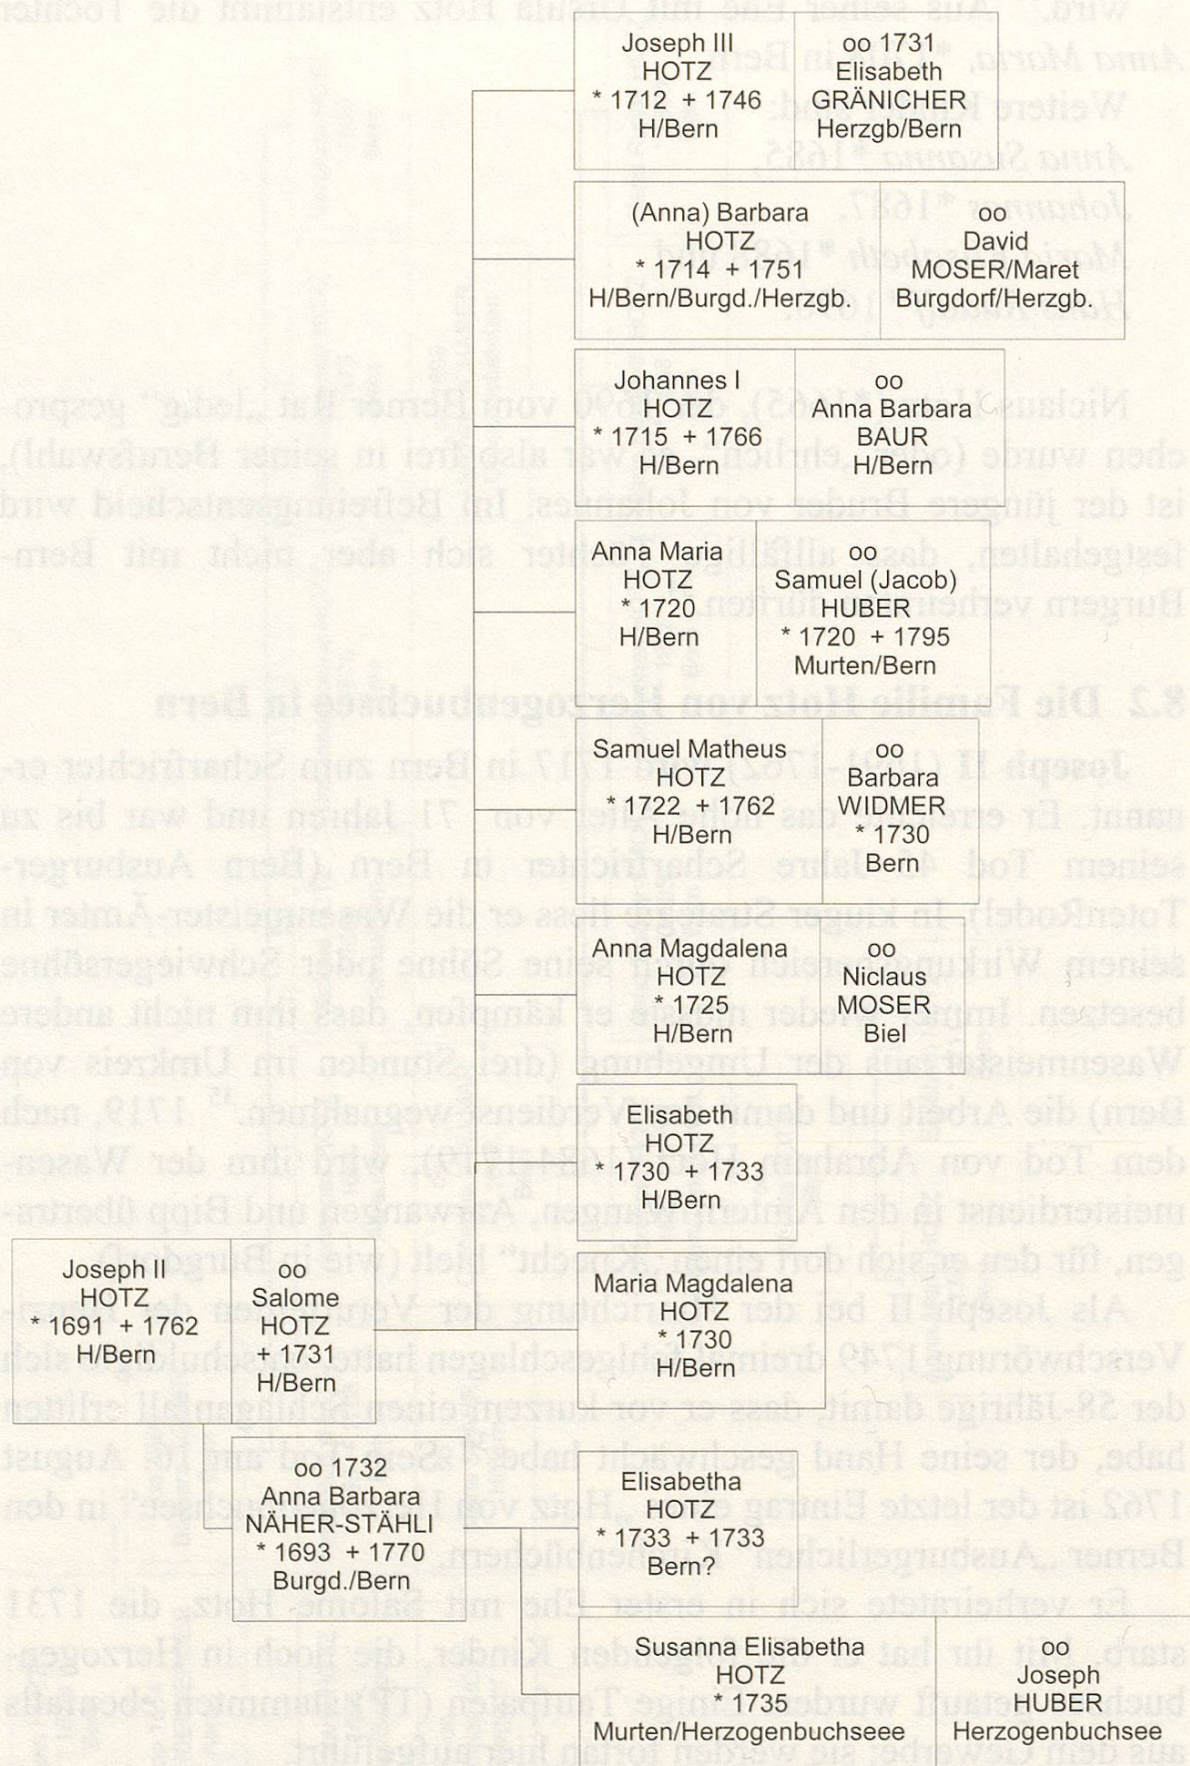 Joseph III
HOTZ
* 1712 + 1746
H/Bern
oo 1731
Elisabeth
GRÄNICHER
Herzgb/Bern
(Anna) Barbara
HOTZ
* 1714 + 1751
H/Bern/Burgd./Herzgb.
oo
David
MOSER/Maret
Burgdorf/Herzgb.
Johannes I
HOTZ
* 1715 + 1766
H/Bern
oo
Anna Barbara
BAUR
H/Bern
Anna Maria
HOTZ
* 1720
H/Bern
oo
Samuel (Jacob)
HUBER
* 1720 + 1795
Murten/Bern
Samuel Matheus
HOTZ
* 1722 + 1762
H/Bern
oo
Barbara
WIDMER
* 1730
Bern
Anna Magdalena
HOTZ
* 1725
H/Bern
oo
Niclaus
MOSER
Biel
Elisabeth
HOTZ
* 1730 + 1733
H/Bern
Joseph II
HOTZ
* 1691 + 1762
H/Bern
oo
Salome
HOTZ
+ 1731
H/Bern
Maria Magdalena
HOTZ
* 1730
H/Bern
oo 1732
Anna Barbara
NÄHER-STÄHLI
* 1693 + 1770
Burgd./Bern
Elisabetha
HOTZ
* 1733 + 1733
Bern?
Susanna Elisabetha
HOTZ
* 1735
Murten/Herzogenbuchseee
oo
Joseph
HUBER
Herzogenbuchsee